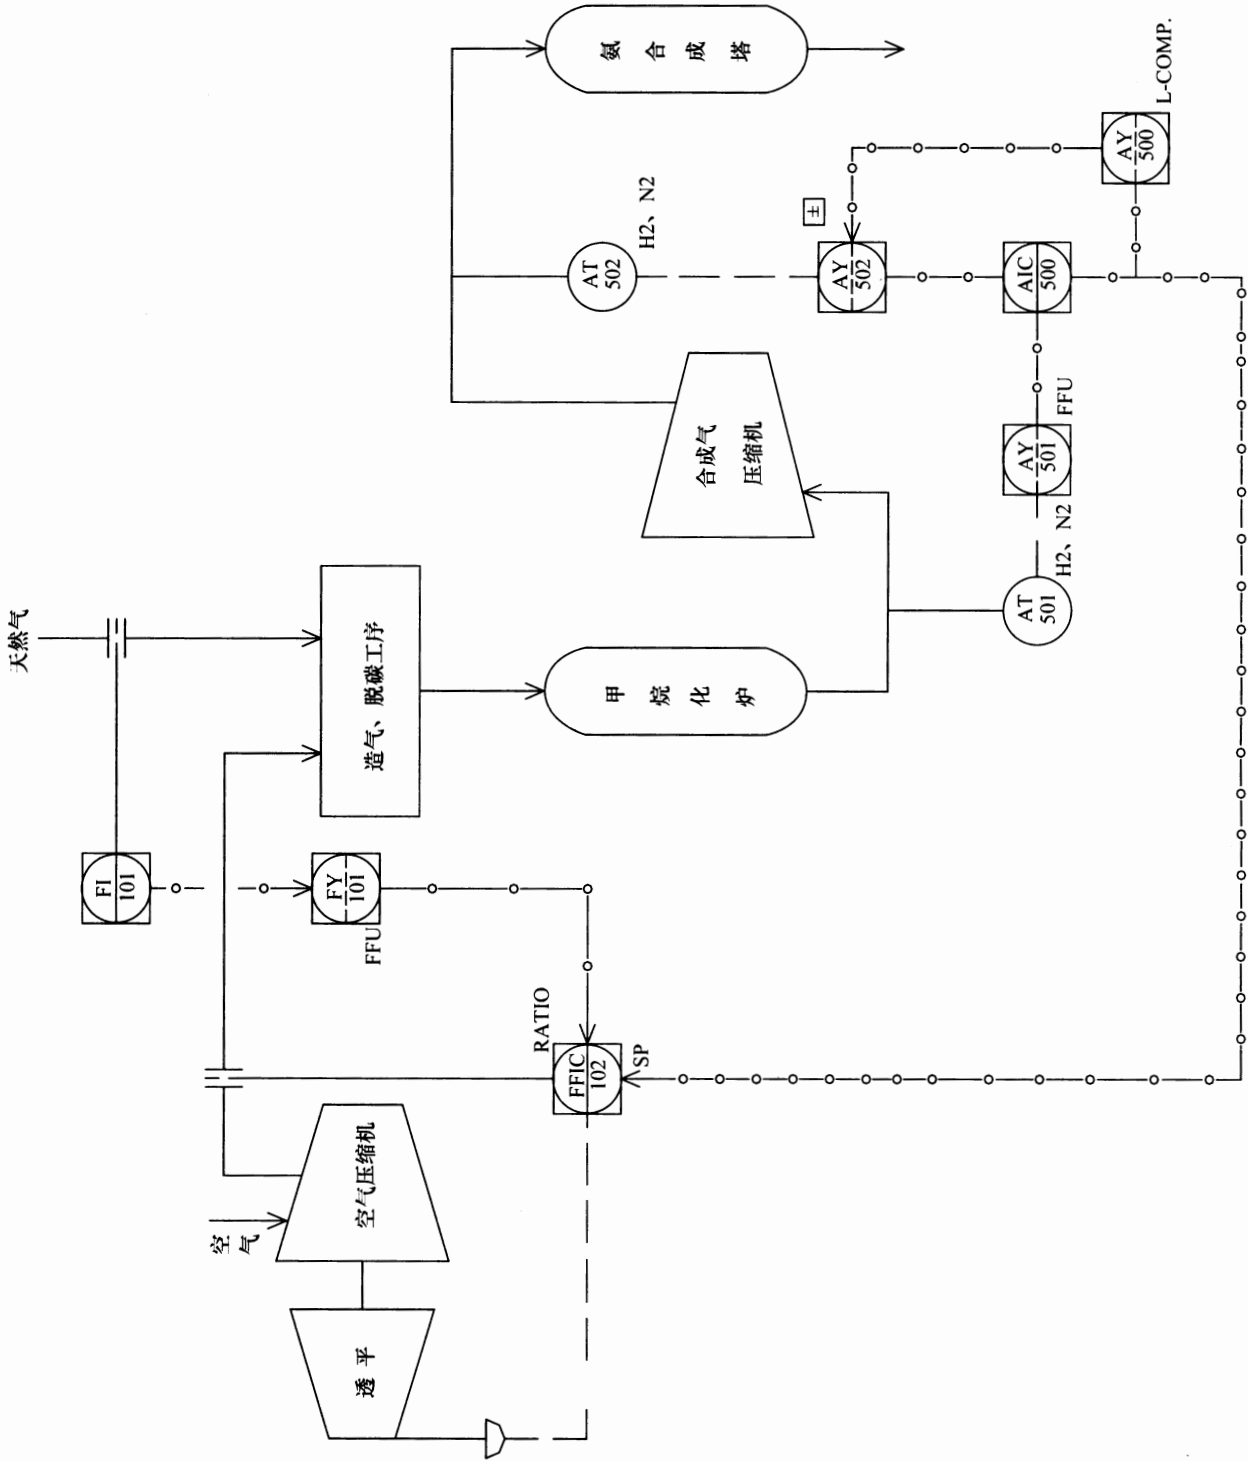 天然气
FI
101
造气、脱碳工序
FY
101
FFU
空气
空气压缩机
透平
RATIO
FFIC
102
SP
甲烷化炉
合成气
压缩机
氨合成塔
AT
502
H2、N2
±
AY
502
AIC
500
AY
500
L-COMP.
AY
501
FFU
AT
501
H2、N2